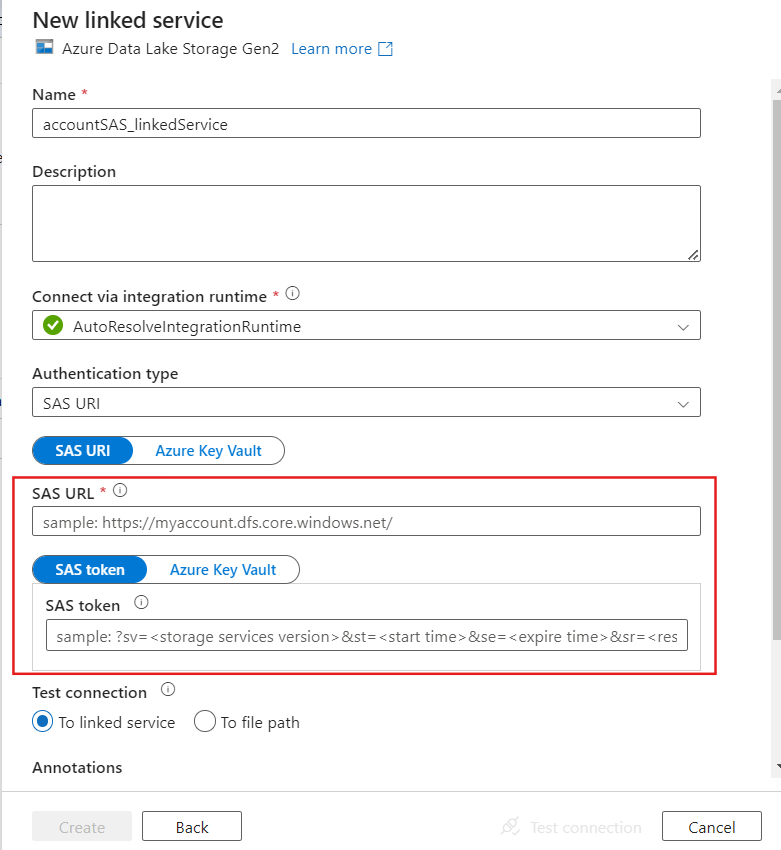 New linked service
Azure Data Lake Storage Gen2 Learn more
Name *
accountSAS_linkedService
Description
Connect via integration runtime *
AutoResolveIntegrationRuntime
Authentication type
SAS URI
SAS URI Azure Key Vault
SAS URL *
sample: https://myaccount.dfs.core.windows.net/
SAS token Azure Key Vault
SAS token
sample: ?sv=<storage services version>&st=<start time>&se=<expire time>&sr=<res
Test connection
To linked service To file path
Annotations
Create Back Test connection Cancel